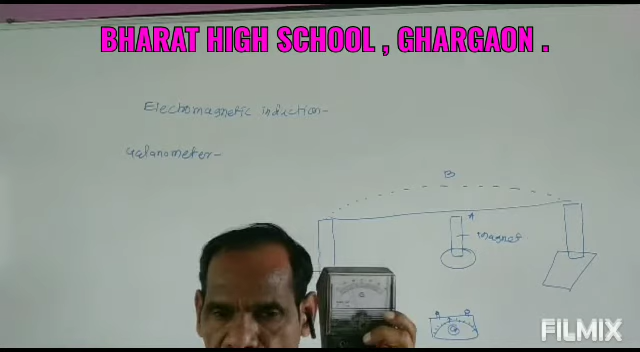 BHARAT HIGH SCHOOL , GHARGAON .
Electromagnetic induction-
Galanometer-
B
A
Magnet
G
FILMIX